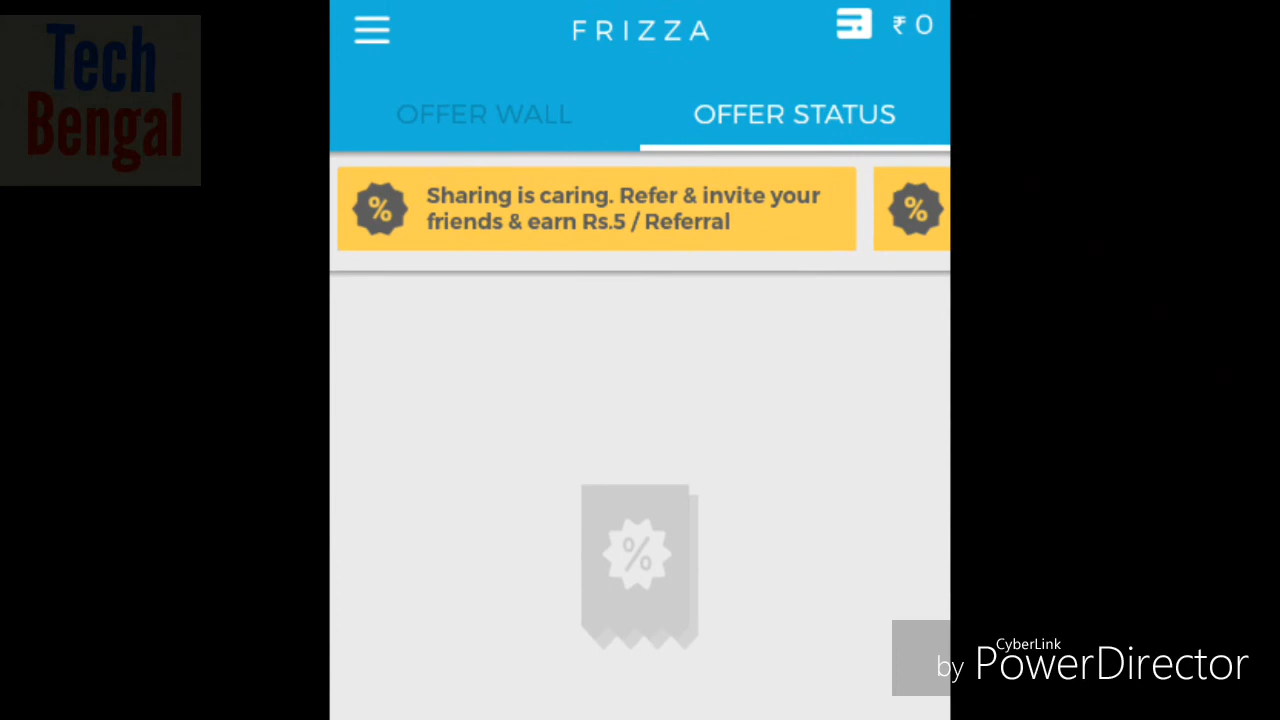 Tech
Bengal
FRIZZA
₹ 0
OFFER WALL
OFFER STATUS
%
Sharing is caring. Refer & invite your
friends & earn Rs.5 / Referral
%
%
CyberLink
by PowerDirector